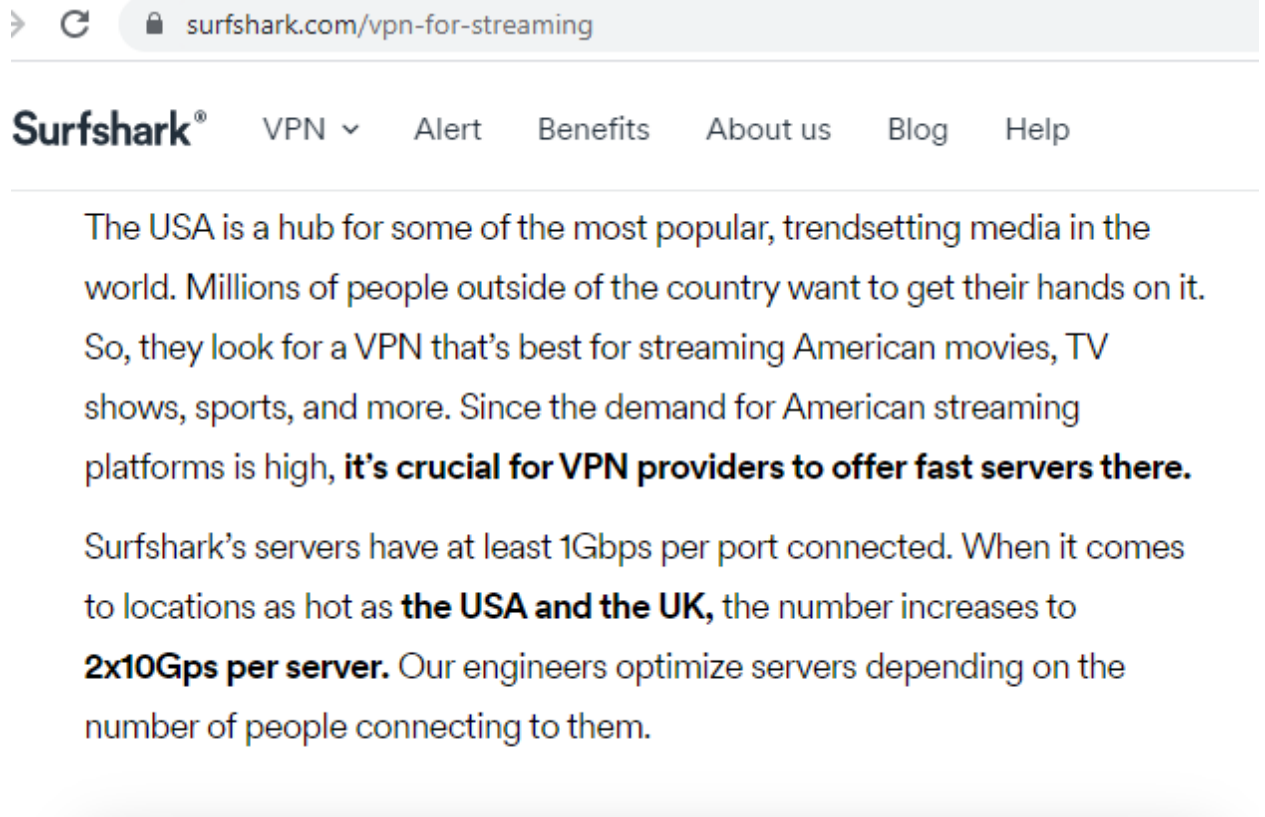 surfshark.com/vpn-for-streaming
Surfshark® VPN Alert Benefits About us Blog Help
The USA is a hub for some of the most popular, trendsetting media in the
world. Millions of people outside of the country want to get their hands on it.
So, they look for a VPN that’s best for streaming American movies, TV
shows, sports, and more. Since the demand for American streaming
platforms is high, it’s crucial for VPN providers to offer fast servers there.
Surfshark’s servers have at least 1Gbps per port connected. When it comes
to locations as hot as the USA and the UK, the number increases to
2x10Gps per server. Our engineers optimize servers depending on the
number of people connecting to them.